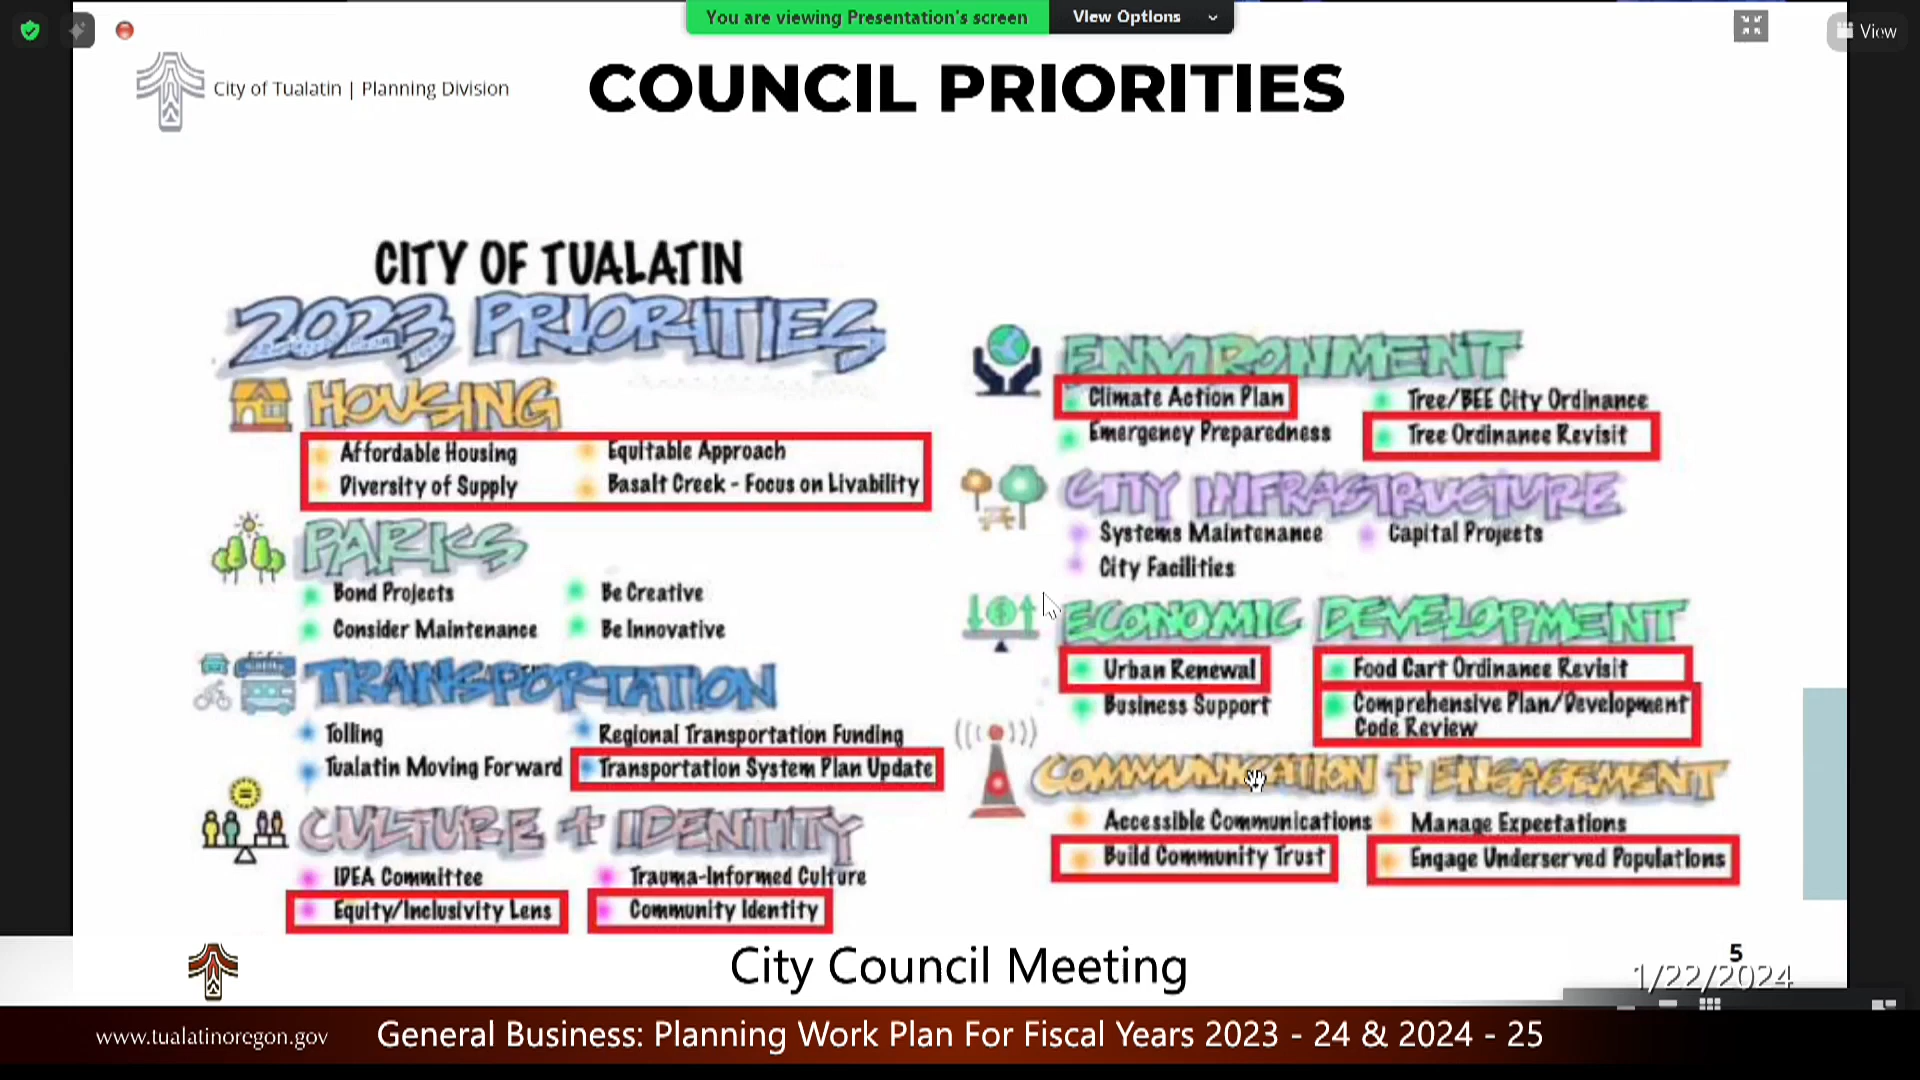 You are viewing Presentation's screen
View Options
View
City of Tualatin | Planning Division
COUNCIL PRIORITIES
CITY OF TUALATIN
2023 PRIORITIES
HOUSING
Affordable Housing
Equitable Approach
Diversity of Supply
Basalt Creek - Focus on Livability
PARKS
Bond Projects
Be Creative
Consider Maintenance
Be Innovative
TRANSPORTATION
Tolling
Regional Transportation Funding
Tualatin Moving Forward
Transportation System Plan Update
CULTURE + IDENTITY
IDEA Committee
Trauma-Informed Culture
Equity/Inclusivity Lens
Community Identity
ENVIRONMENT
Climate Action Plan
Tree/BEE City Ordinance
Emergency Preparedness
Tree Ordinance Revisit
CITY INFRASTRUCTURE
Systems Maintenance
Capital Projects
City Facilities
ECONOMIC DEVELOPMENT
Urban Renewal
Food Cart Ordinance Revisit
Business Support
Comprehensive Plan/Development
Code Review
COMMUNICATION + ENGAGEMENT
Accessible Communications
Manage Expectations
Build Community Trust
Engage Underserved Populations
City Council Meeting
5
1/22/2024
www.tualatinoregon.gov
General Business: Planning Work Plan For Fiscal Years 2023 - 24 & 2024 - 25